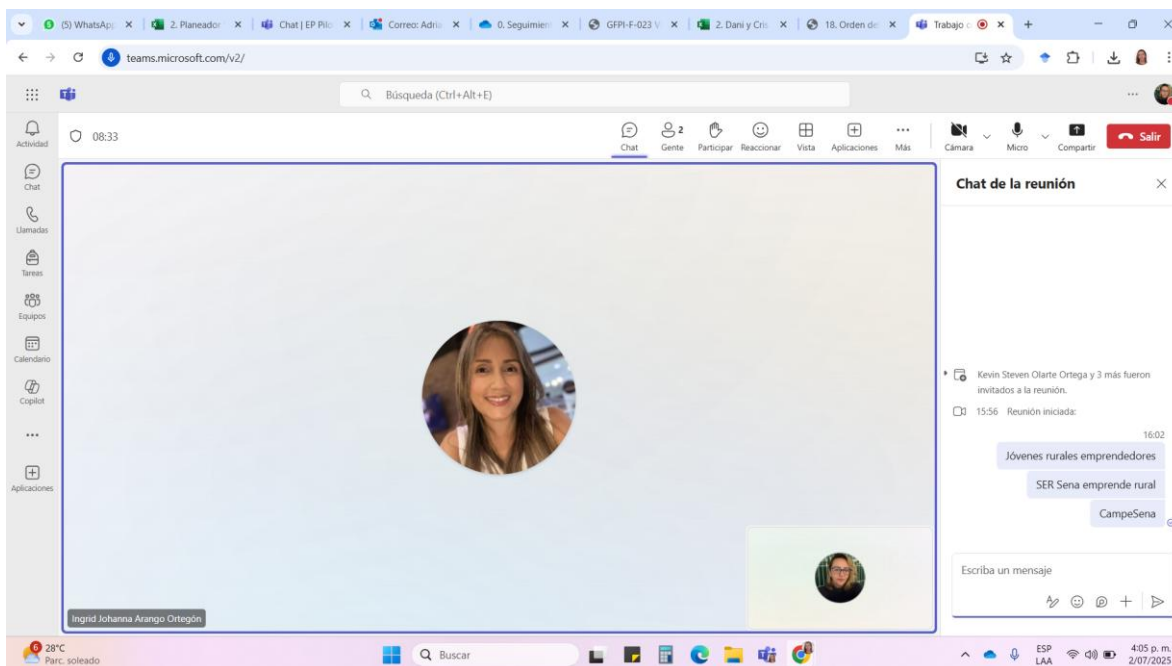 (5) WhatsApp
2. Planeador
Chat | EP Pilo
Correo: Adria
0. Seguimien
GFPI-F-023 V
2. Dani y Cris
18. Orden de
Trabajo c
teams.microsoft.com/v2/
Búsqueda (Ctrl+Alt+E)
Actividad
Chat
Llamadas
Tareas
Equipos
Calendario
Copilot
Aplicaciones
08:33
Chat
Gente
2
Participar
Reaccionar
Vista
Aplicaciones
Más
Cámara
Micro
Compartir
Salir
Ingrid Johanna Arango Ortegón
Chat de la reunión
Kevin Steven Olarte Ortega y 3 más fueron
invitados a la reunión.
15:56 Reunión iniciada:
16:02
Jóvenes rurales emprendedores
SER Sena emprende rural
CampeSena
Escriba un mensaje
6
28°C
Parc. soleado
Buscar
ESP
LAA
4:05 p. m.
2/07/2025